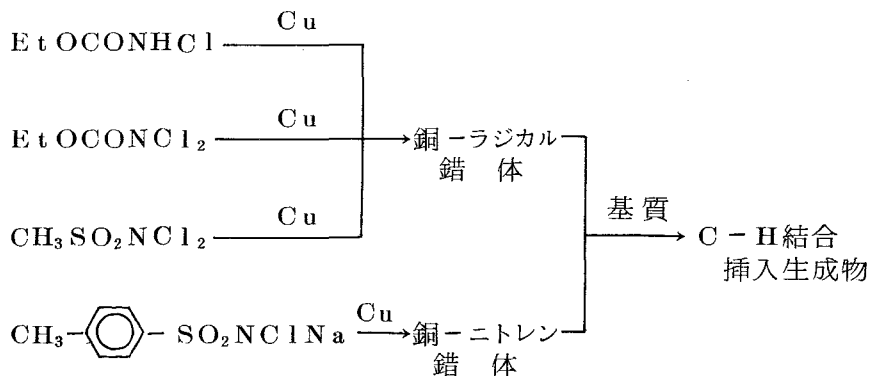 EtOCONHCl Cu
EtOCONCl₂ Cu 銅-ラジカル
錯体
基質
CH₃SO₂NCl₂ Cu C-H結合
挿入生成物
CH₃- -SO₂NClNa Cu 銅-ニトレン
錯体